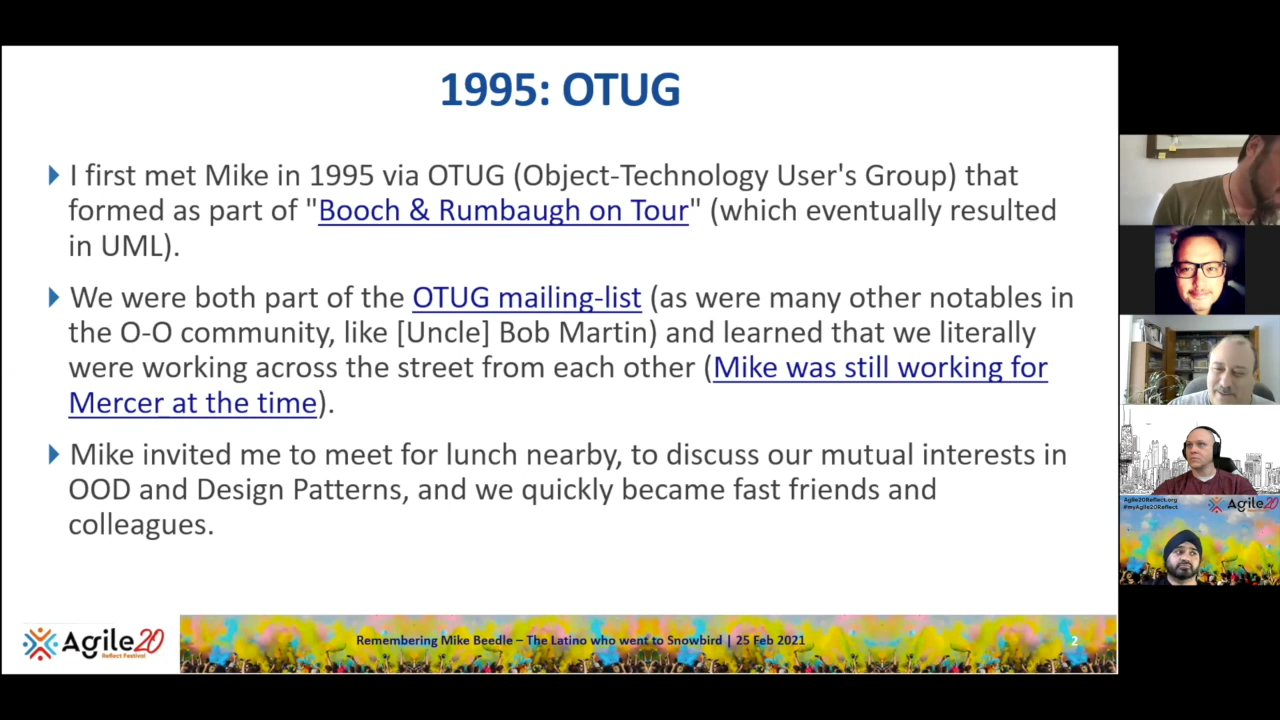 1995: OTUG
I first met Mike in 1995 via OTUG (Object-Technology User's Group) that
formed as part of "Booch & Rumbaugh on Tour" (which eventually resulted
in UML).
We were both part of the OTUG mailing-list (as were many other notables in
the O-O community, like [Uncle] Bob Martin) and learned that we literally
were working across the street from each other (Mike was still working for
Mercer at the time).
Mike invited me to meet for lunch nearby, to discuss our mutual interests in
OOD and Design Patterns, and we quickly became fast friends and
colleagues.
Agile20
Reflect Festival
Remembering Mike Beedle – The Latino who went to Snowbird | 25 Feb 2021
2
Agile20Reflect.org
#myAgile20Reflect
Agile20